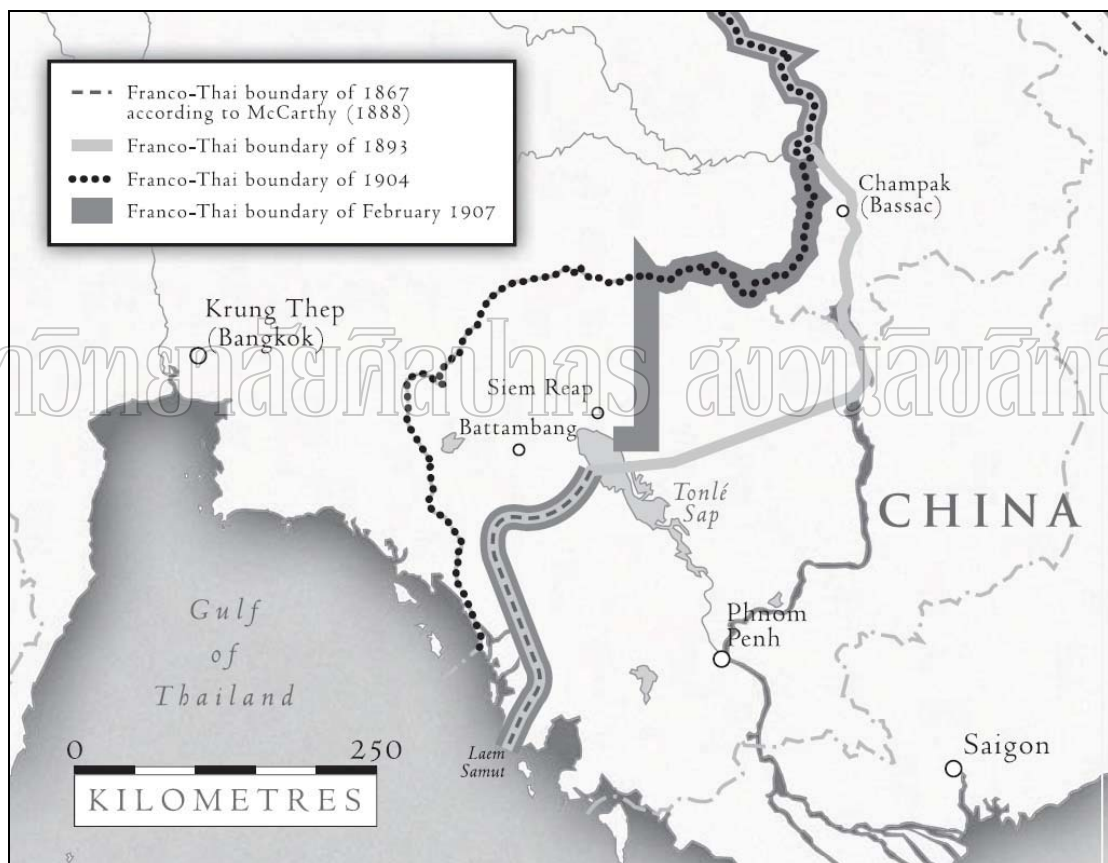 Franco-Thai boundary of 1867
according to McCarthy (1888)
Franco-Thai boundary of 1893
Franco-Thai boundary of 1904
Franco-Thai boundary of February 1907
Champak
(Bassac)
Krung Thep
(Bangkok)
าวิทยาลัยศิลปากร สงวนลิขสิท
Siem Reap
Battambang
Tonlé
Sap
CHINA
Gulf
of
Thailand
Phnom
Penh
Laem
Samut
Saigon
0 250
KILOMETRES